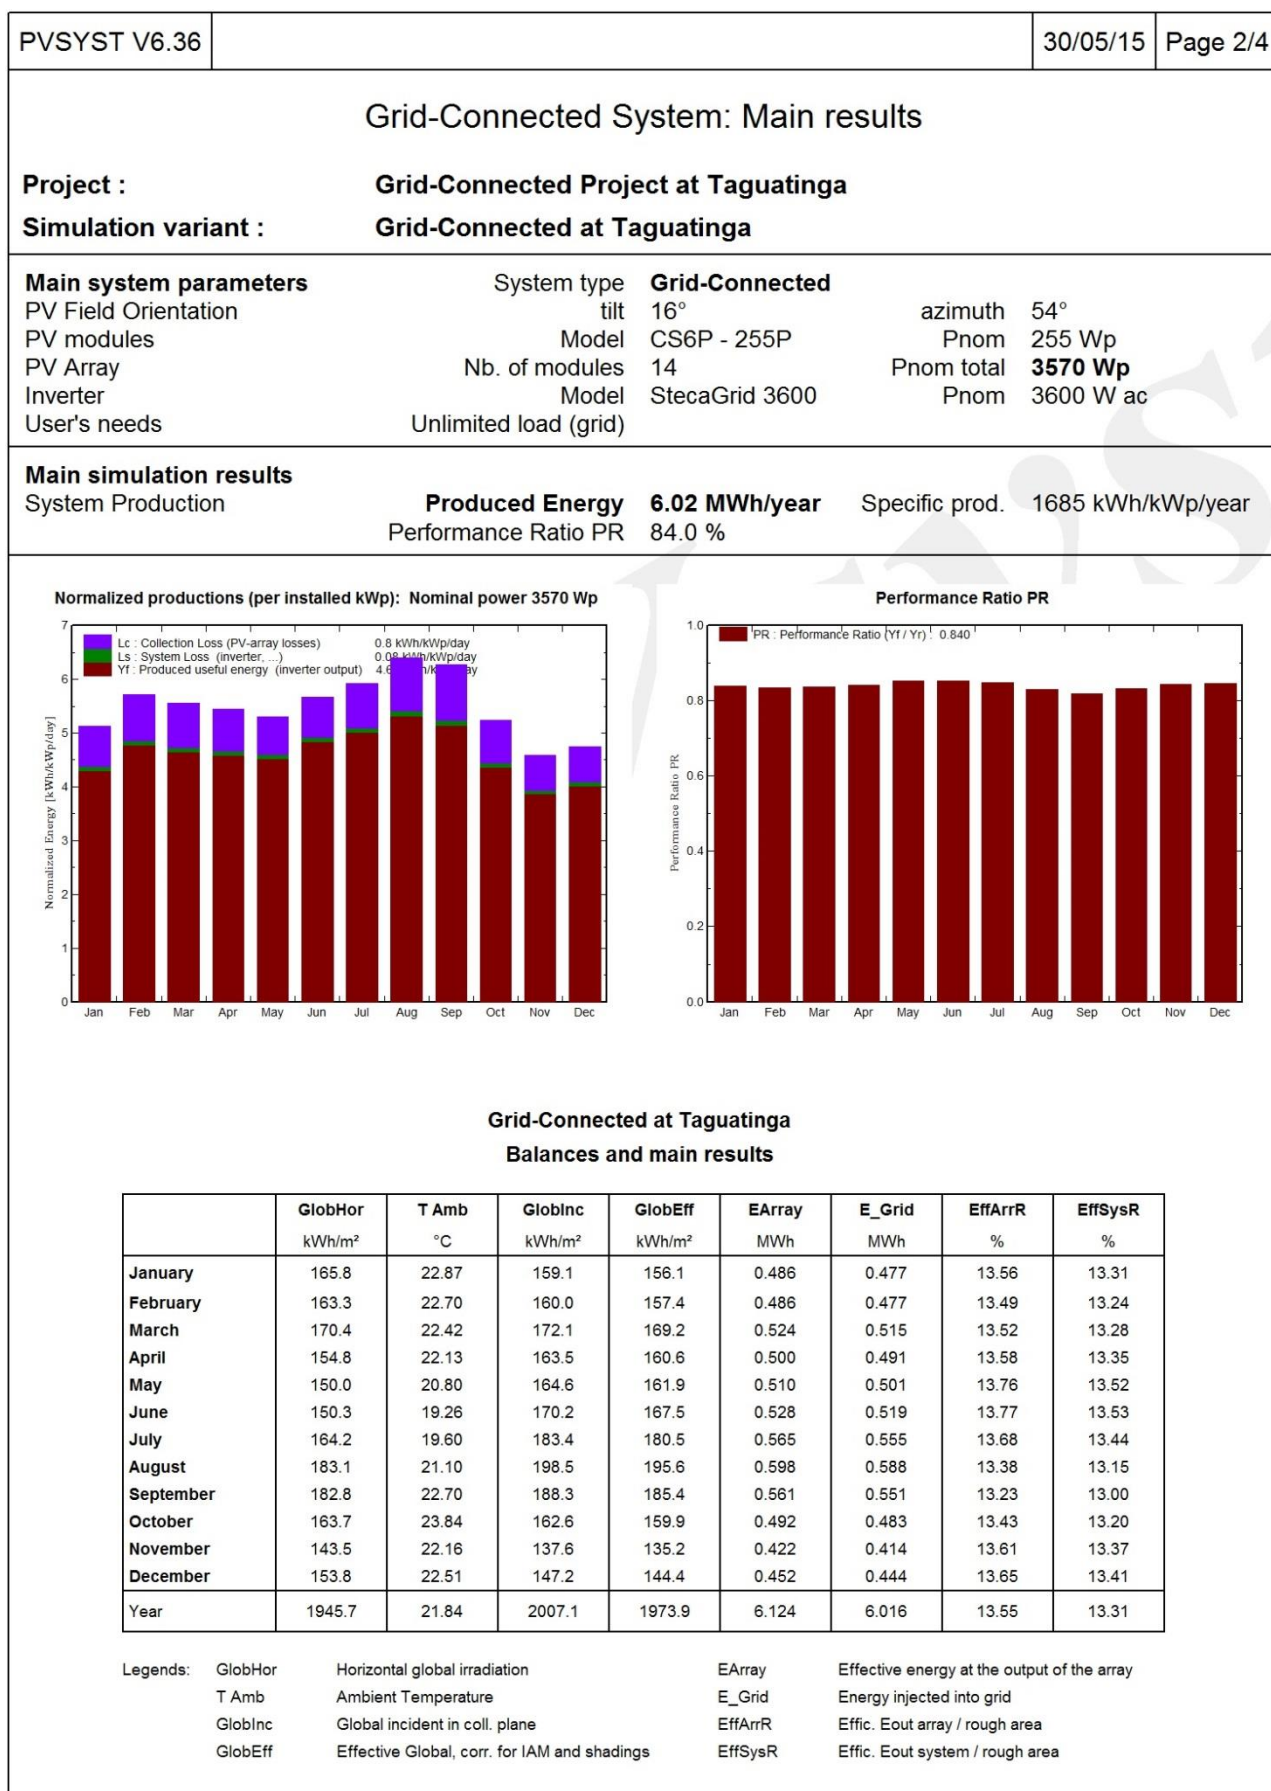 PVSYST V6.36 30/05/15 Page 2/4
Grid-Connected System: Main results
Project : Grid-Connected Project at Taguatinga
Simulation variant : Grid-Connected at Taguatinga
Main system parameters System type Grid-Connected
PV Field Orientation tilt 16° azimuth 54°
PV modules Model CS6P - 255P Pnom 255 Wp
PV Array Nb. of modules 14 Pnom total 3570 Wp
Inverter Model StecaGrid 3600 Pnom 3600 W ac
User's needs Unlimited load (grid)
Main simulation results
System Production Produced Energy 6.02 MWh/year Specific prod. 1685 kWh/kWp/year
Performance Ratio PR 84.0 %
Normalized productions (per installed kWp): Nominal power 3570 Wp
Lc : Collection Loss (PV-array losses) 0.8 kWh/kWp/day
Ls : System Loss (inverter, ...) 0.08 kWh/kWp/day
Yf : Produced useful energy (inverter output)
Normalized Energy [kWh/kWp/day]
7
6
5
4
3
2
1
0
Jan Feb Mar Apr May Jun Jul Aug Sep Oct Nov Dec
Performance Ratio PR
PR : Performance Ratio (Yf / Yr) : 0.840
Performance Ratio PR
1.0
0.8
0.6
0.4
0.2
0.0
Jan Feb Mar Apr May Jun Jul Aug Sep Oct Nov Dec
Grid-Connected at Taguatinga
Balances and main results
GlobHor T Amb GlobInc GlobEff EArray E_Grid EffArrR EffSysR
kWh/m² °C kWh/m² kWh/m² MWh MWh % %
January 165.8 22.87 159.1 156.1 0.486 0.477 13.56 13.31
February 163.3 22.70 160.0 157.4 0.486 0.477 13.49 13.24
March 170.4 22.42 172.1 169.2 0.524 0.515 13.52 13.28
April 154.8 22.13 163.5 160.6 0.500 0.491 13.58 13.35
May 150.0 20.80 164.6 161.9 0.510 0.501 13.76 13.52
June 150.3 19.26 170.2 167.5 0.528 0.519 13.77 13.53
July 164.2 19.60 183.4 180.5 0.565 0.555 13.68 13.44
August 183.1 21.10 198.5 195.6 0.598 0.588 13.38 13.15
September 182.8 22.70 188.3 185.4 0.561 0.551 13.23 13.00
October 163.7 23.84 162.6 159.9 0.492 0.483 13.43 13.20
November 143.5 22.16 137.6 135.2 0.422 0.414 13.61 13.37
December 153.8 22.51 147.2 144.4 0.452 0.444 13.65 13.41
Year 1945.7 21.84 2007.1 1973.9 6.124 6.016 13.55 13.31
Legends: GlobHor Horizontal global irradiation EArray Effective energy at the output of the array
T Amb Ambient Temperature E_Grid Energy injected into grid
GlobInc Global incident in coll. plane EffArrR Effic. Eout array / rough area
GlobEff Effective Global, corr. for IAM and shadings EffSysR Effic. Eout system / rough area